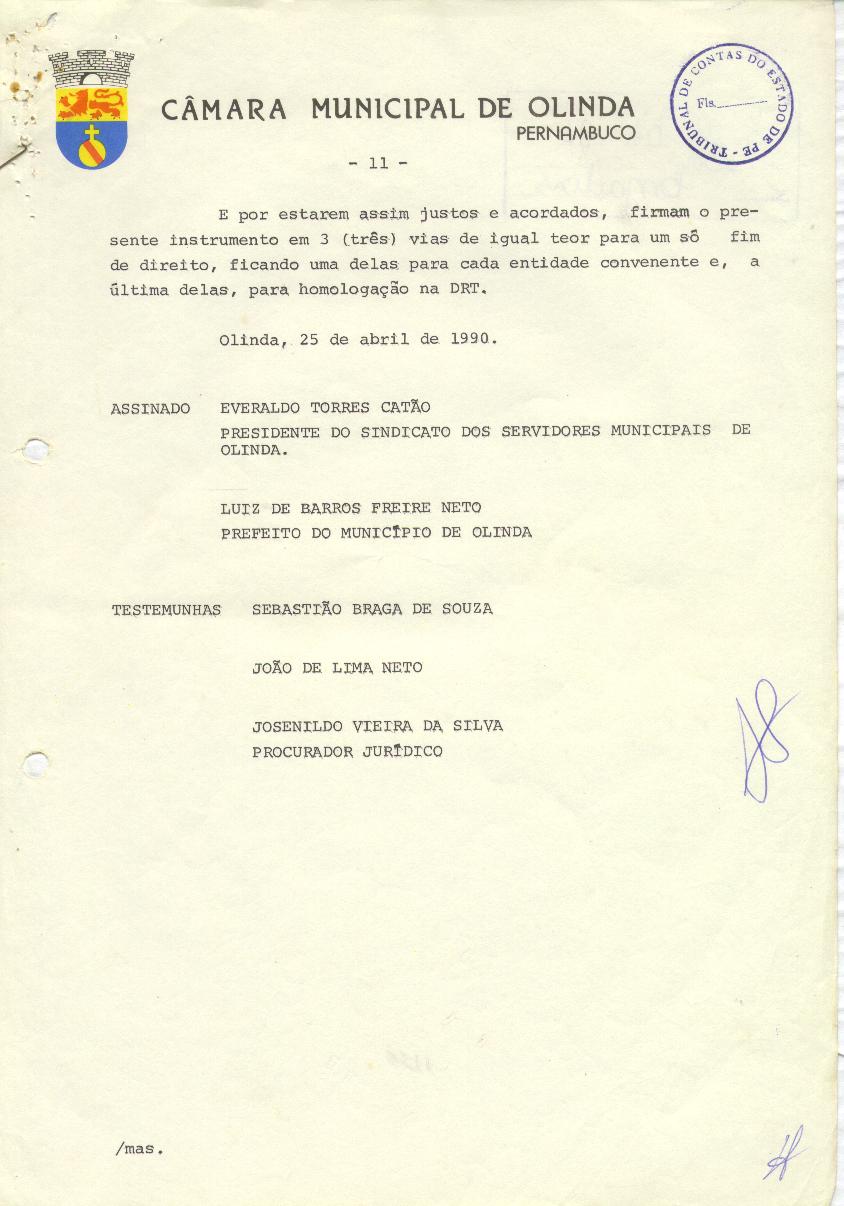 CÂMARA MUNICIPAL DE OLINDA
PERNAMBUCO
TRIBUNAL DE CONTAS DO ESTADO DE PE -
Fls.
- 11 -
E por estarem assim justos e acordados, firmam o pre-
sente instrumento em 3 (três) vias de igual teor para um só fim
de direito, ficando uma delas para cada entidade convenente e, a
última delas, para homologação na DRT.
Olinda, 25 de abril de 1990.
ASSINADO EVERALDO TORRES CATÃO
PRESIDENTE DO SINDICATO DOS SERVIDORES MUNICIPAIS DE
OLINDA.
LUIZ DE BARROS FREIRE NETO
PREFEITO DO MUNICÍPIO DE OLINDA
TESTEMUNHAS SEBASTIÃO BRAGA DE SOUZA
JOÃO DE LIMA NETO
JOSENILDO VIEIRA DA SILVA
PROCURADOR JURÍDICO
/mas.